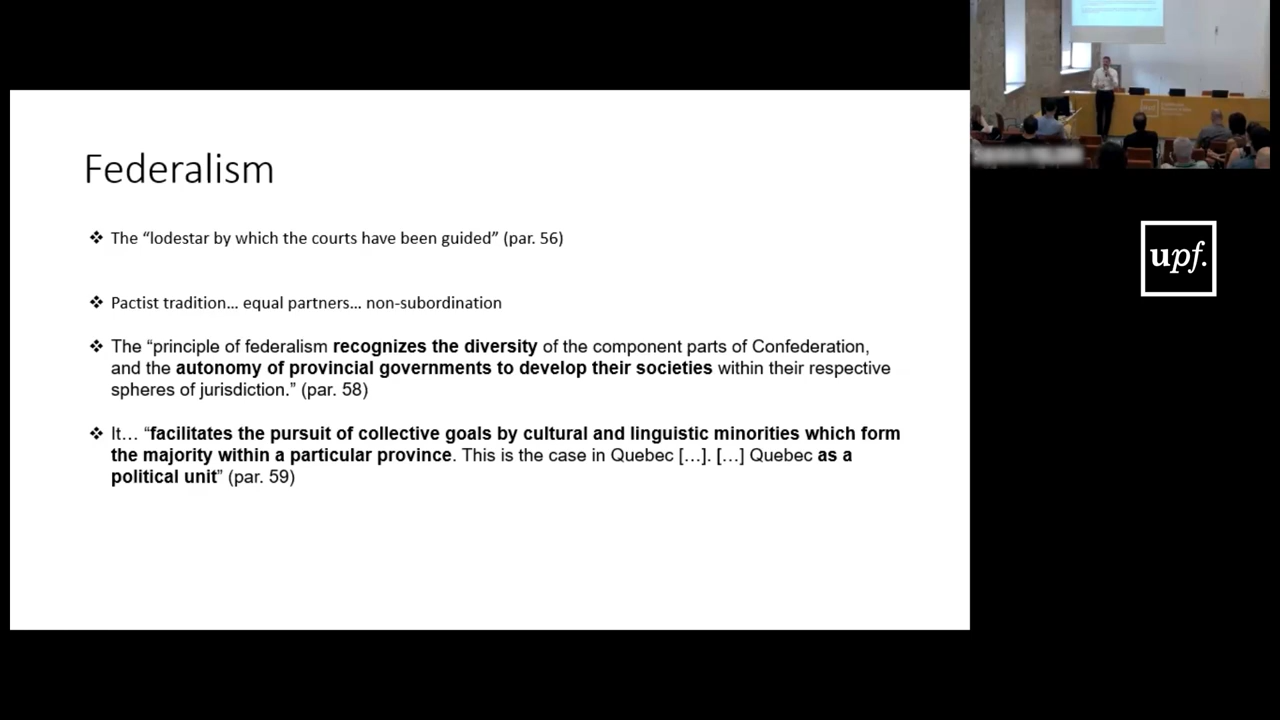 Federalism
❖ The “lodestar by which the courts have been guided” (par. 56)
❖ Pactist tradition… equal partners… non-subordination
❖ The “principle of federalism recognizes the diversity of the component parts of Confederation,
and the autonomy of provincial governments to develop their societies within their respective
spheres of jurisdiction.” (par. 58)
❖ It… “facilitates the pursuit of collective goals by cultural and linguistic minorities which form
the majority within a particular province. This is the case in Quebec […]. […] Quebec as a
political unit” (par. 59)
upf.